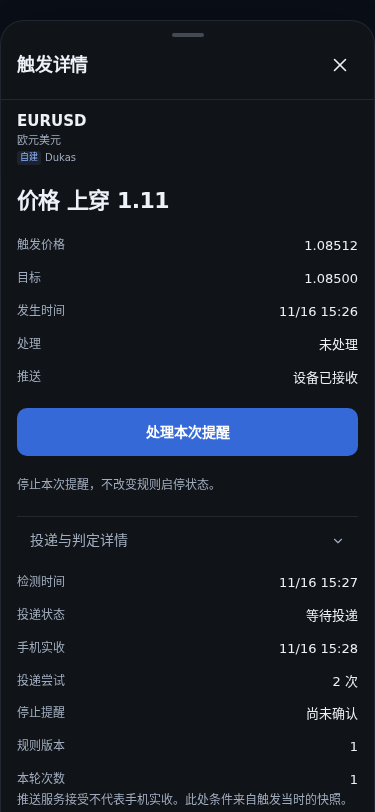 触发详情
EURUSD
欧元美元
自建 Dukas
价格 上穿 1.11
触发价格 1.08512
目标 1.08500
发生时间 11/16 15:26
处理 未处理
推送 设备已接收
处理本次提醒
停止本次提醒，不改变规则启停状态。
投递与判定详情
检测时间 11/16 15:27
投递状态 等待投递
手机实收 11/16 15:28
投递尝试 2 次
停止提醒 尚未确认
规则版本 1
本轮次数 1
推送服务接受不代表手机实收。此处条件来自触发当时的快照。